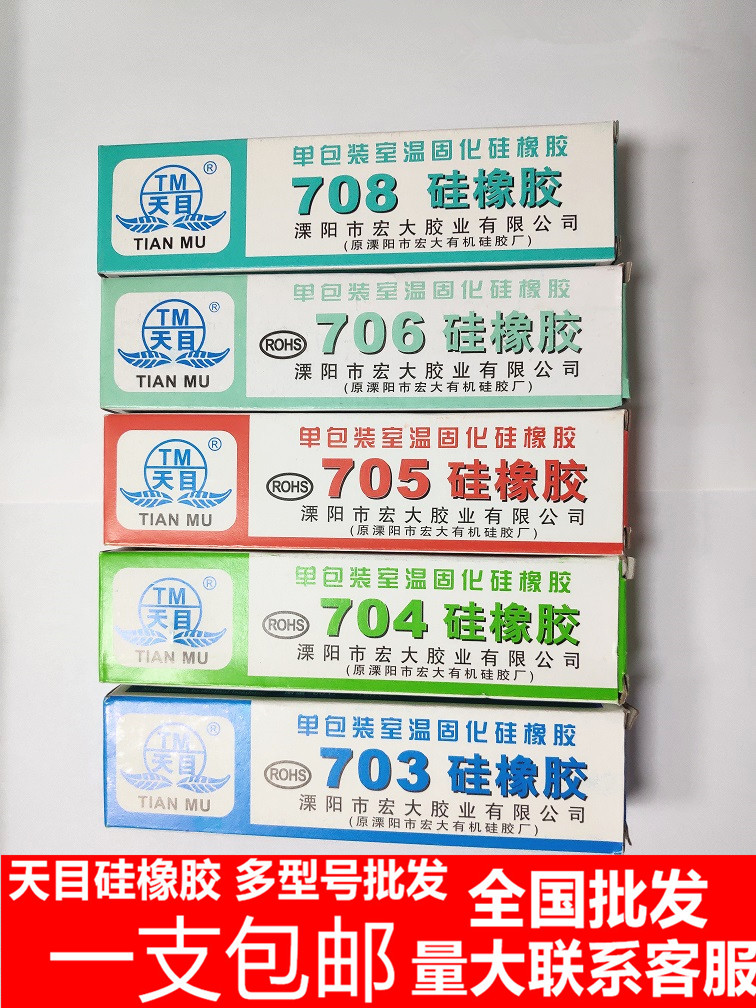 TM
天目
®
TIAN MU
单包装室温固化硅橡胶
708 硅橡胶
溧阳市宏大胶业有限公司
(原溧阳市宏大有机硅胶厂)
TM
天目
®
TIAN MU
单包装室温固化硅橡胶
ROHS 706 硅橡胶
溧阳市宏大胶业有限公司
(原溧阳市宏大有机硅胶厂)
TM
天目
®
TIAN MU
单包装室温固化硅橡胶
ROHS 705 硅橡胶
溧阳市宏大胶业有限公司
(原溧阳市宏大有机硅胶厂)
TM
天目
®
TIAN MU
单包装室温固化硅橡胶
ROHS 704 硅橡胶
溧阳市宏大胶业有限公司
(原溧阳市宏大有机硅胶厂)
TM
天目
®
TIAN MU
单包装室温固化硅橡胶
ROHS 703 硅橡胶
溧阳市宏大胶业有限公司
(原溧阳市宏大有机硅胶厂)
天目硅橡胶 多型号批发
全国批发
一支包邮
量大联系客服